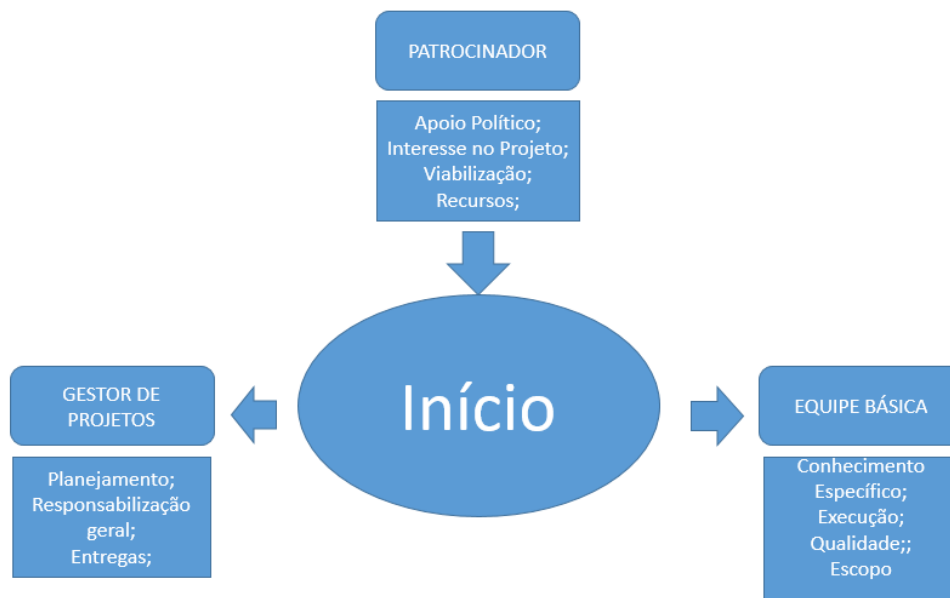 PATROCINADOR
Apoio Político;
Interesse no Projeto;
Viabilização;
Recursos;
Início
GESTOR DE
PROJETOS
Planejamento;
Responsabilização
geral;
Entregas;
EQUIPE BÁSICA
Conhecimento
Específico;
Execução;
Qualidade;;
Escopo